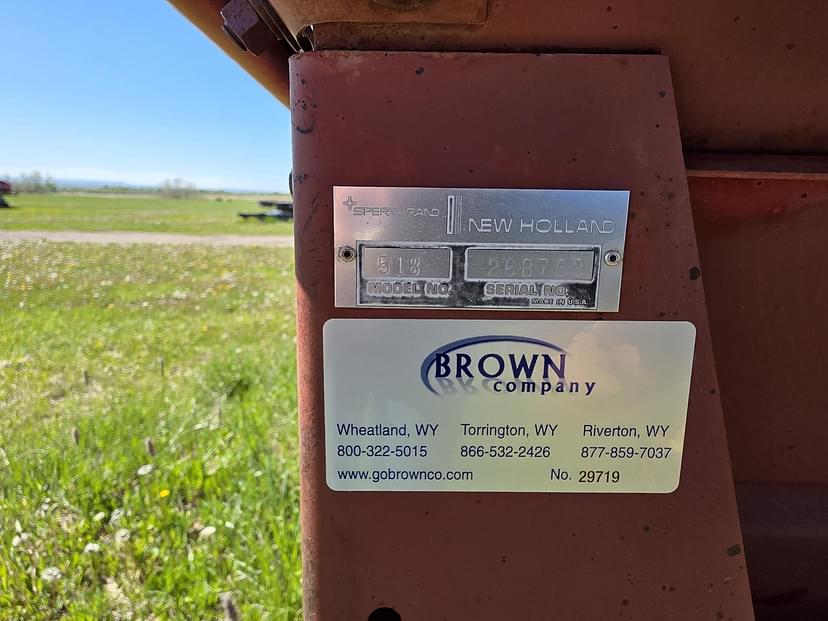 SPERRY RAND
NEW HOLLAND
518
MODEL NO.
SERIAL NO.
MADE IN U.S.A.
BROWN
company
Wheatland, WY Torrington, WY Riverton, WY
800-322-5015 866-532-2426 877-859-7037
www.gobrownco.com No. 29719